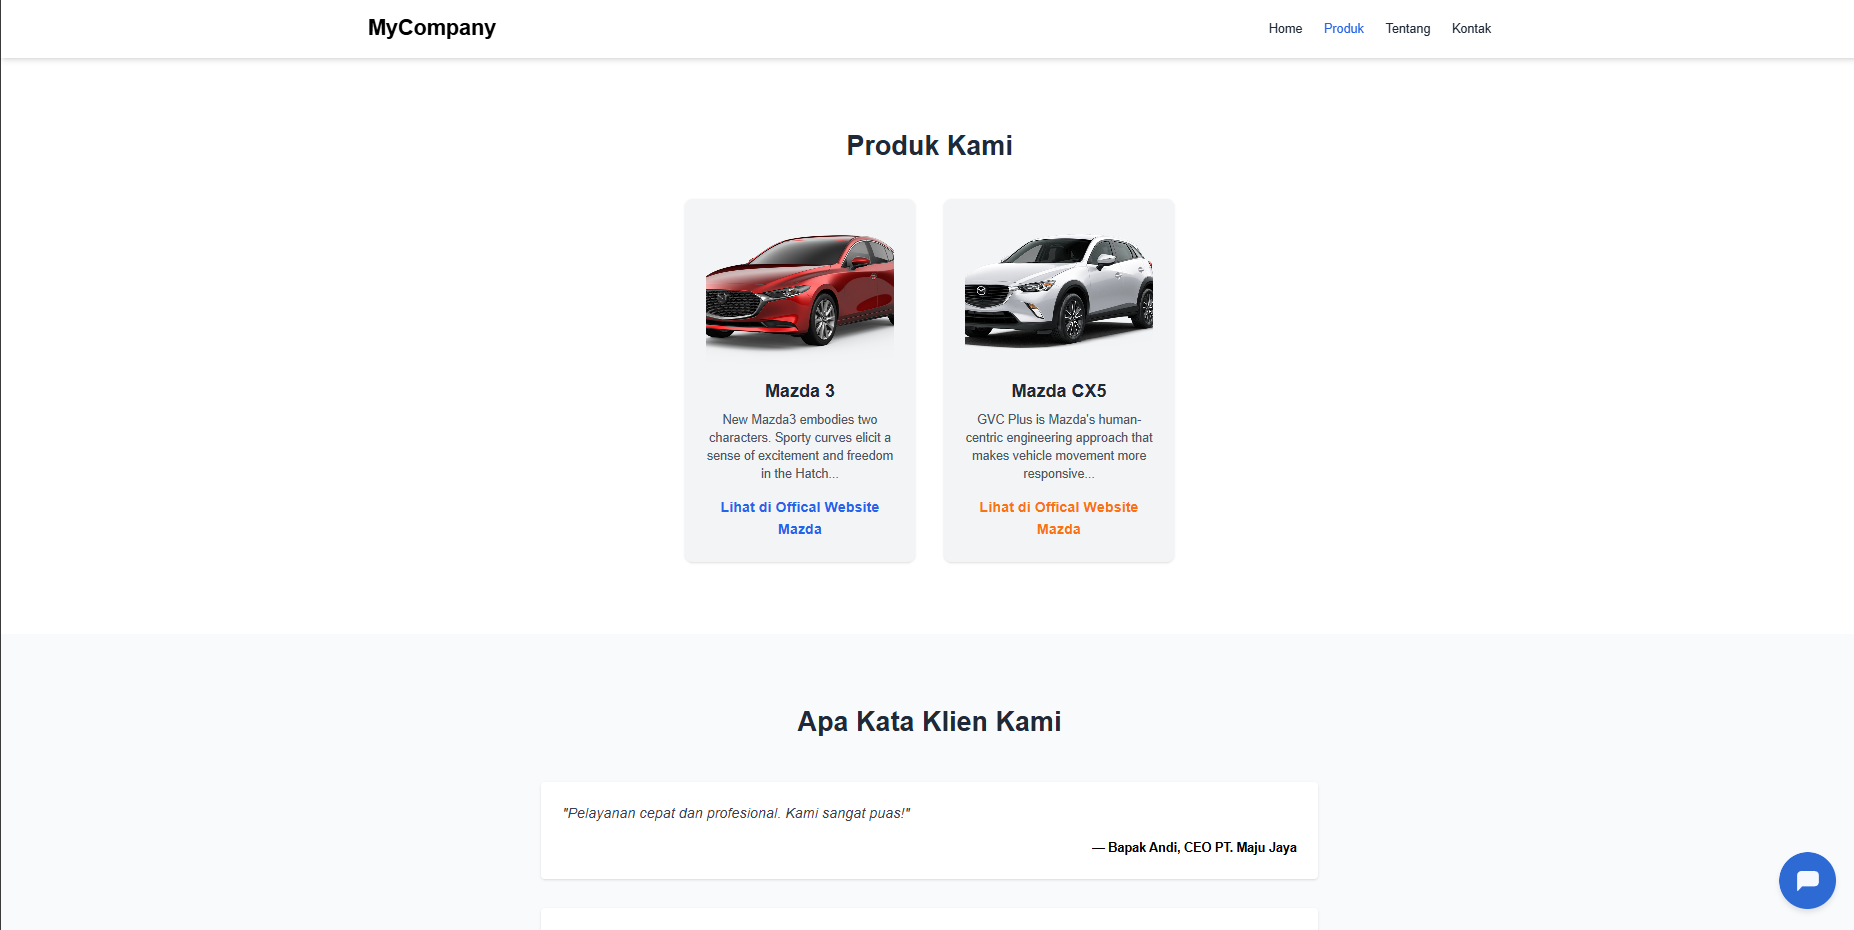 MyCompany
Home Produk Tentang Kontak
Produk Kami
Mazda 3
New Mazda3 embodies two
characters. Sporty curves elicit a
sense of excitement and freedom
in the Hatch...
Lihat di Offical Website
Mazda
Mazda CX5
GVC Plus is Mazda's human-
centric engineering approach that
makes vehicle movement more
responsive...
Lihat di Offical Website
Mazda
Apa Kata Klien Kami
"Pelayanan cepat dan profesional. Kami sangat puas!"
— Bapak Andi, CEO PT. Maju Jaya